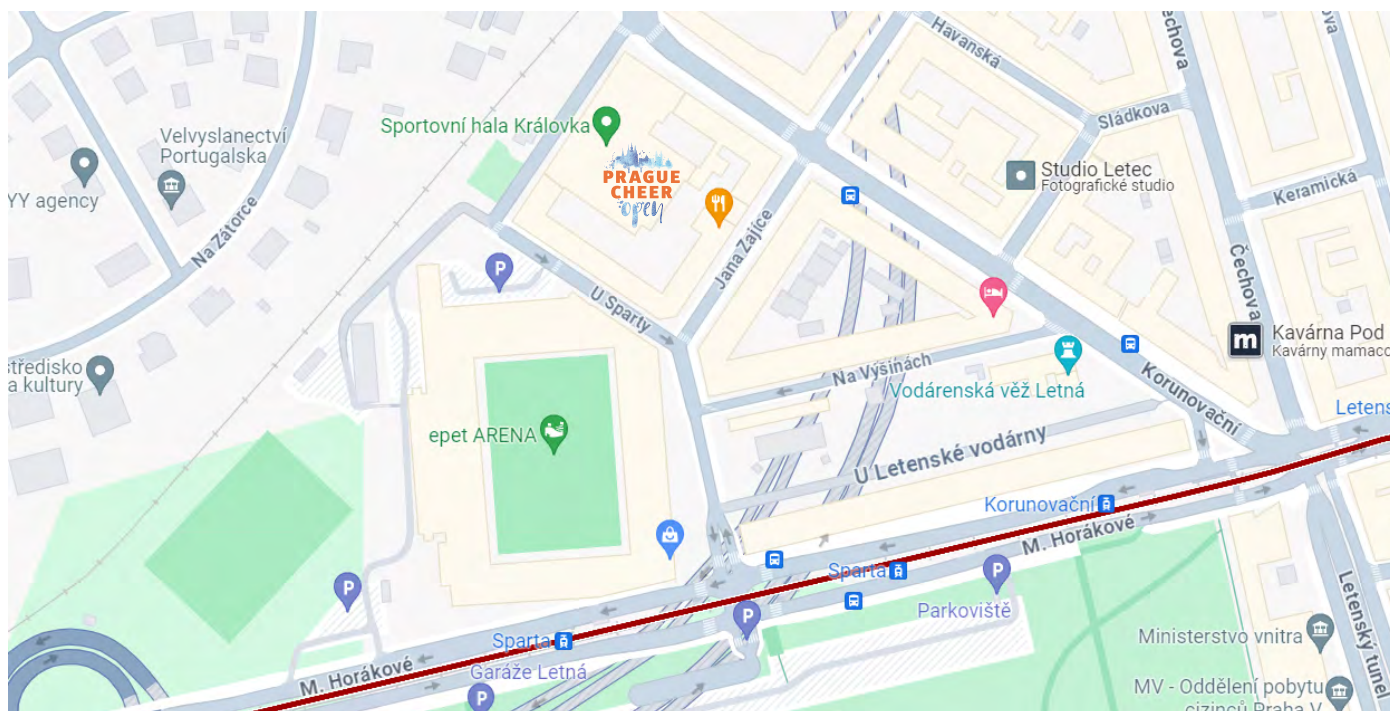 Havanská
Čechova
Sládkova
Sportovní hala Královka
Velvyslanectví
Portugalska
YY agency
PRAGUE
CHEER
open
Studio Letec
Fotografické studio
Keramická
Na Zátorce
P
Jana Zajíce
Čechova
U Sparty
m
Kavárna Pod
Kavárny mamaco
středisko
a kultury
Na Výšinách
Vodárenská věž Letná
Korunovační
Letens
epet ARENA
U Letenské vodárny
Korunovační
M. Horákové
Sparta
P
P
P
Parkoviště
Letenský tunel
Sparta
Ministerstvo vnitra
M. Horákové
Garáže Letná
P
MV - Oddělení pobytu
cizinců Praha V